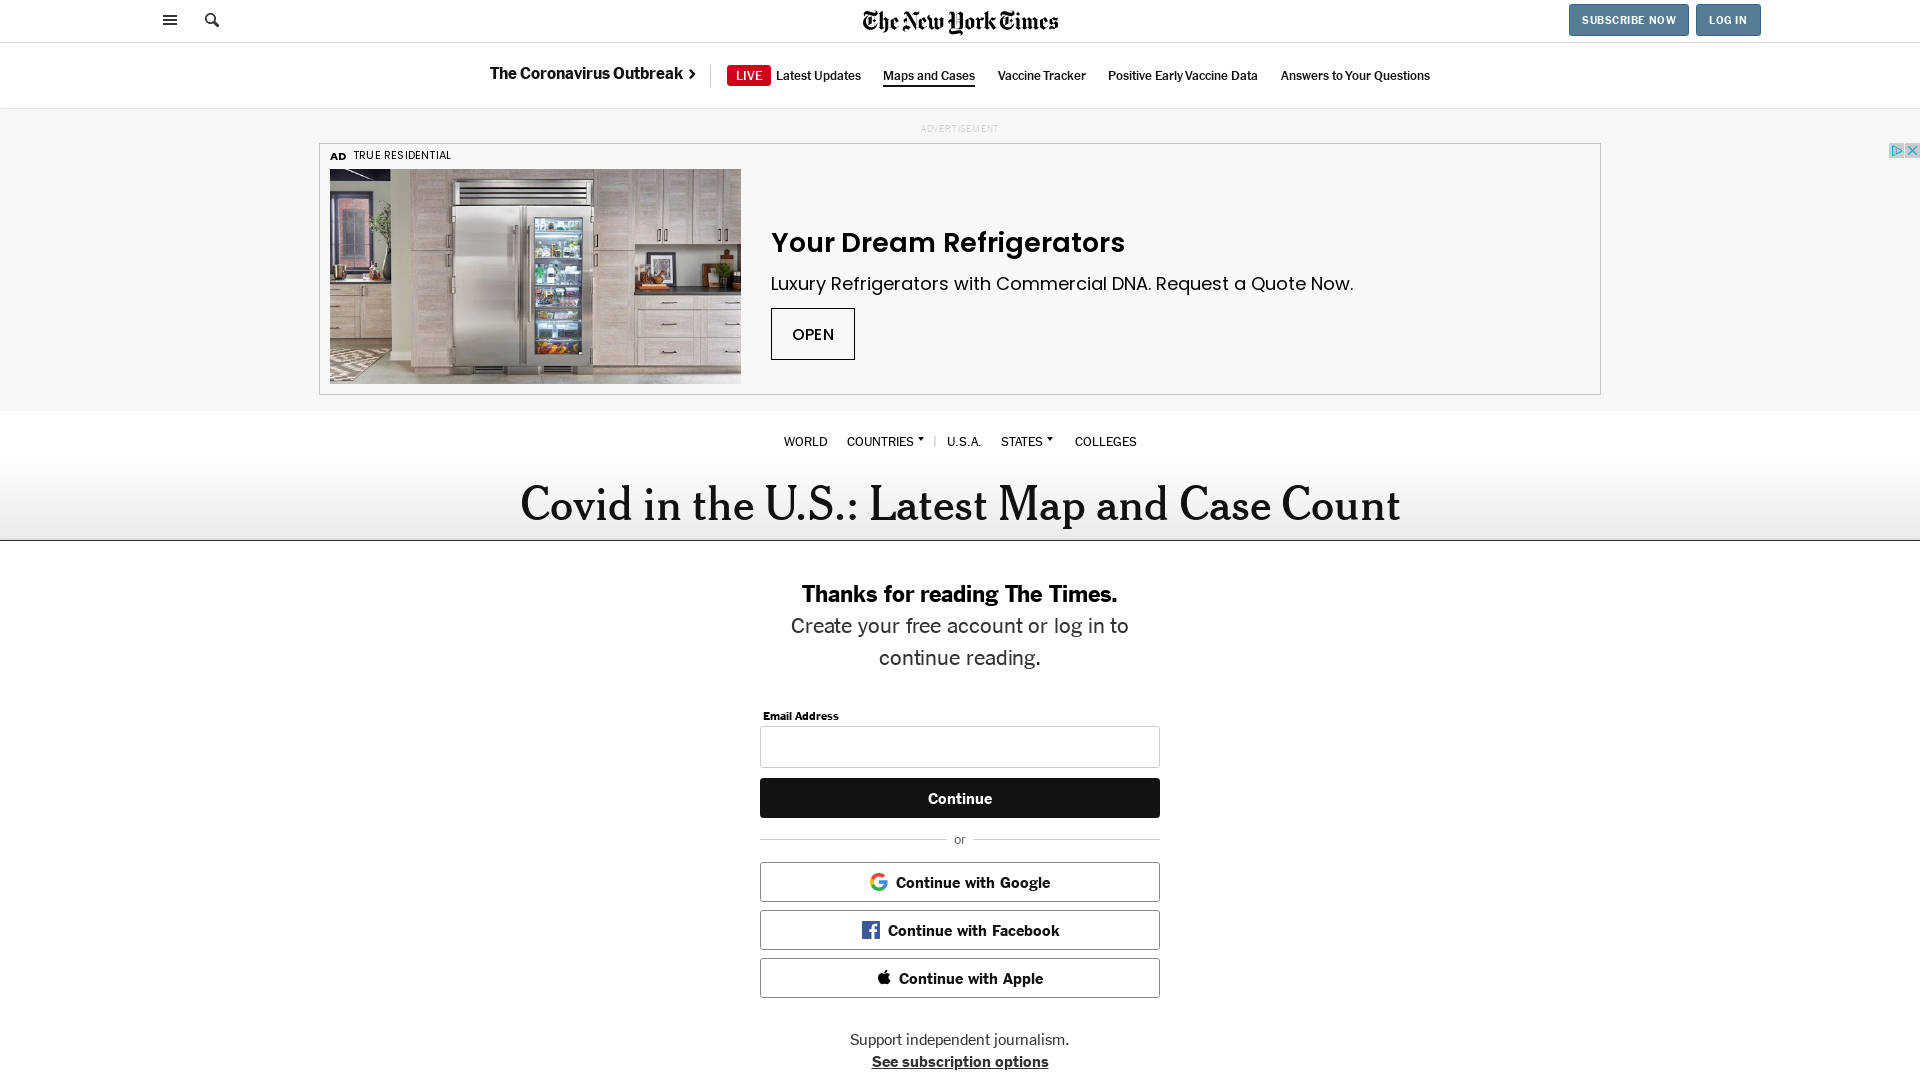 The New York Times
SUBSCRIBE NOW
LOG IN
The Coronavirus Outbreak ›
LIVE Latest Updates
Maps and Cases
Vaccine Tracker
Positive Early Vaccine Data
Answers to Your Questions
ADVERTISEMENT
AD TRUE RESIDENTIAL
Your Dream Refrigerators
Luxury Refrigerators with Commercial DNA. Request a Quote Now.
OPEN
WORLD COUNTRIES | U.S.A. STATES COLLEGES
Covid in the U.S.: Latest Map and Case Count
Thanks for reading The Times.
Create your free account or log in to
continue reading.
Email Address
Continue
or
Continue with Google
Continue with Facebook
Continue with Apple
Support independent journalism.
See subscription options